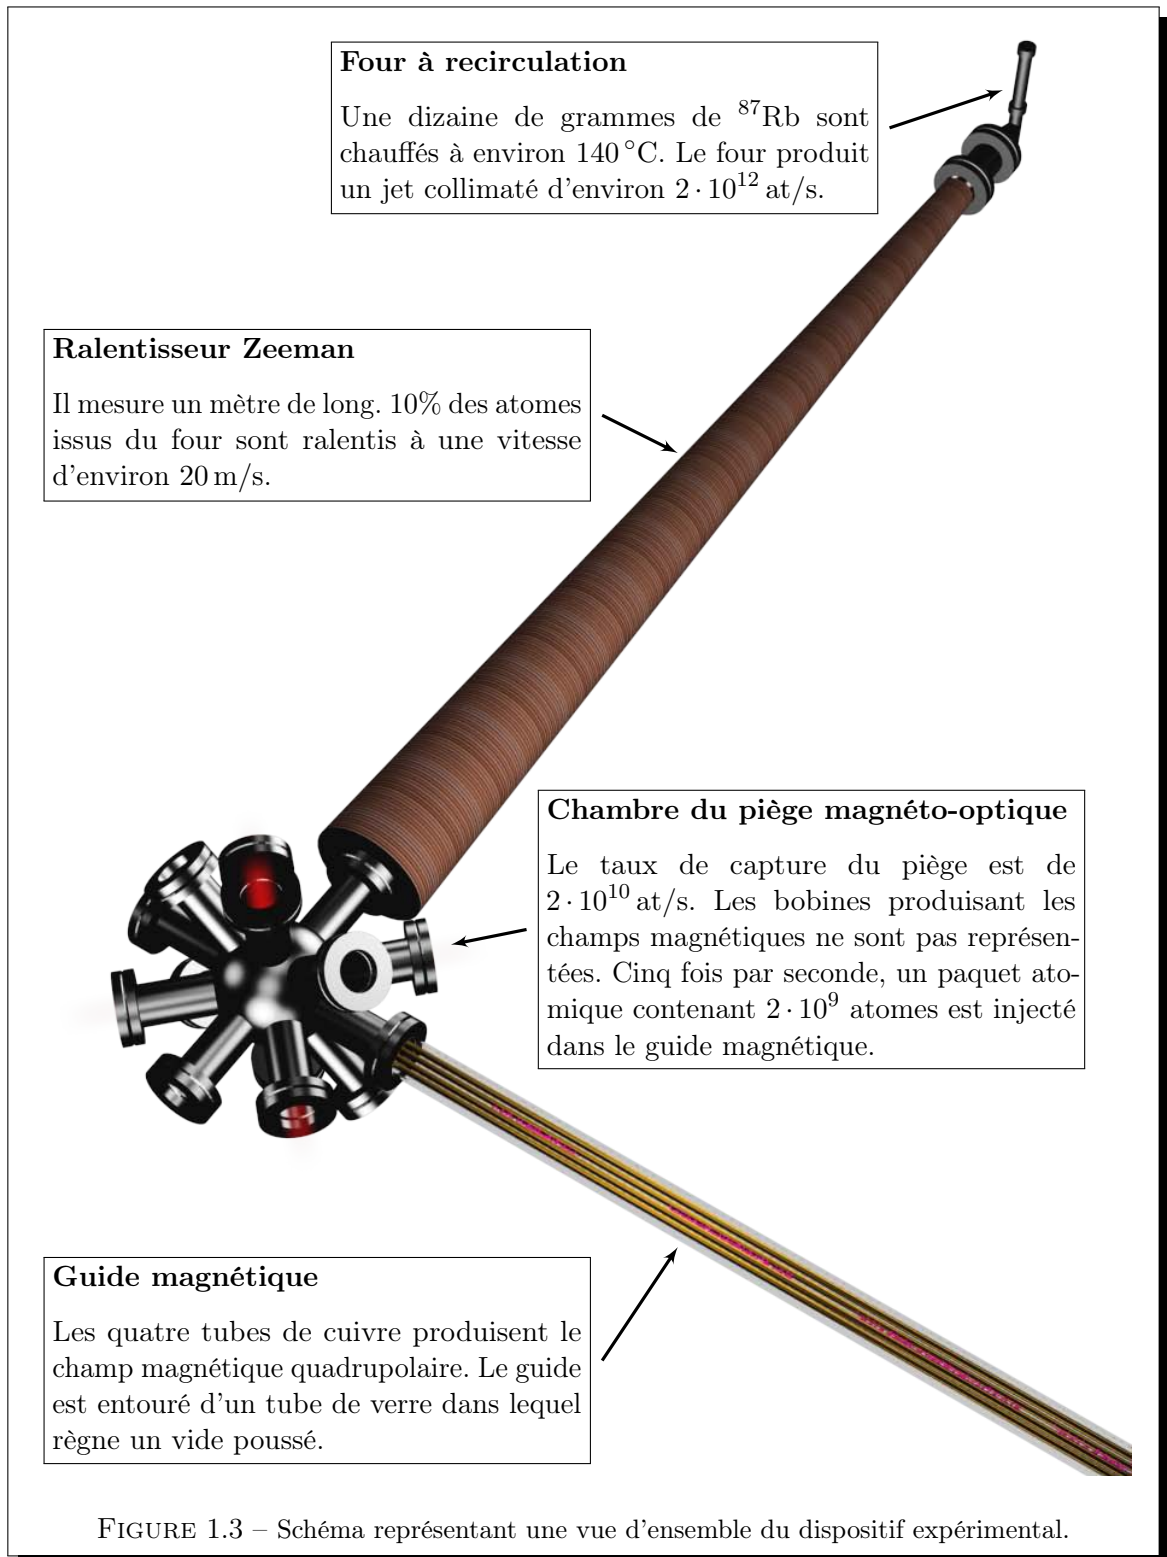 Four à recirculation
Une dizaine de grammes de ⁸⁷Rb sont
chauffés à environ 140 °C. Le four produit
un jet collimaté d'environ 2 · 10¹² at/s.
Ralentisseur Zeeman
Il mesure un mètre de long. 10% des atomes
issus du four sont ralentis à une vitesse
d'environ 20 m/s.
Chambre du piège magnéto-optique
Le taux de capture du piège est de
2 · 10¹⁰ at/s. Les bobines produisant les
champs magnétiques ne sont pas représen-
tées. Cinq fois par seconde, un paquet ato-
mique contenant 2 · 10⁹ atomes est injecté
dans le guide magnétique.
Guide magnétique
Les quatre tubes de cuivre produisent le
champ magnétique quadrupolaire. Le guide
est entouré d'un tube de verre dans lequel
règne un vide poussé.
FIGURE 1.3 – Schéma représentant une vue d'ensemble du dispositif expérimental.